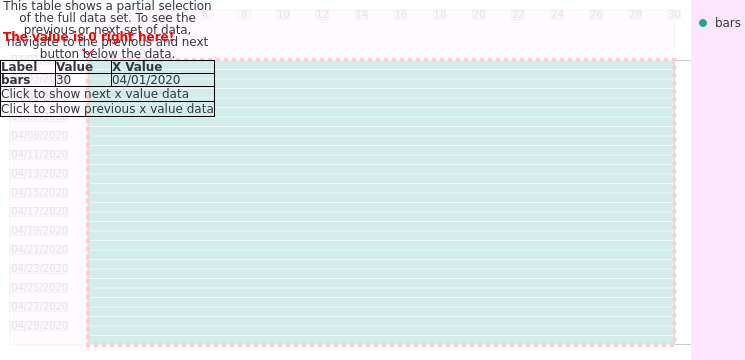 This table shows a partial selection
of the full data set. To see the
previous or next set of data,
navigate to the previous and next
button below the data.
The value is 0 right here!
6 8 10 12 14 16 18 20 22 24 26 28 30
bars
Label Value X Value
bars 30 04/01/2020
Click to show next x value data
Click to show previous x value data
04/09/2020
04/11/2020
04/13/2020
04/15/2020
04/17/2020
04/19/2020
04/21/2020
04/23/2020
04/25/2020
04/27/2020
04/29/2020